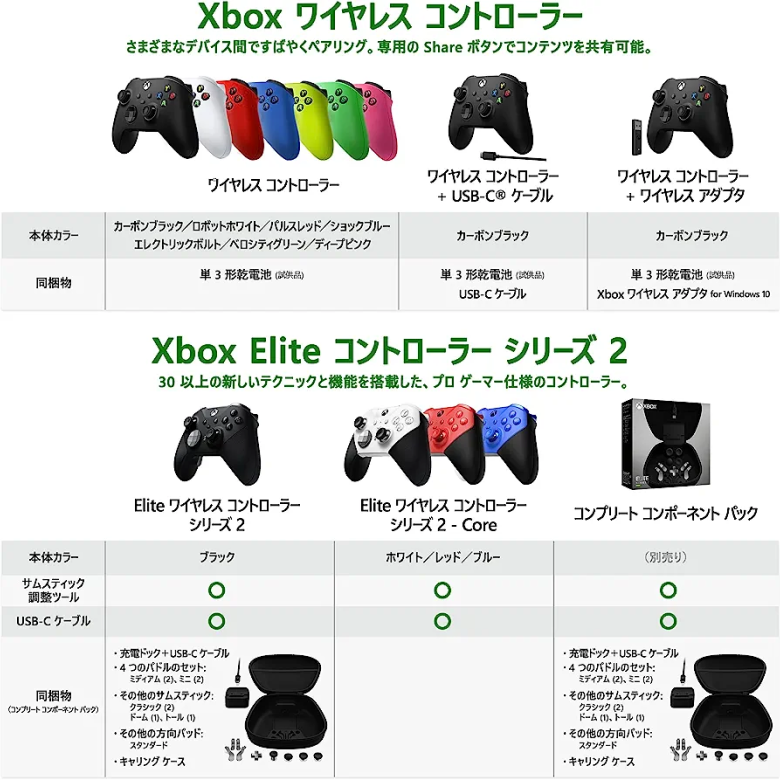 Xbox ワイヤレス コントローラー
さまざまなデバイス間ですばやくペアリング。専用の Share ボタンでコンテンツを共有可能。
ワイヤレス コントローラー
ワイヤレス コントローラー
+ USB-C® ケーブル
ワイヤレス コントローラー
+ ワイヤレス アダプタ
本体カラー
カーボンブラック／ロボットホワイト／パルスレッド／ショックブルー
エレクトリックボルト／ベロシティグリーン／ディープピンク
カーボンブラック
カーボンブラック
同梱物
単 3 形乾電池 (試供品)
単 3 形乾電池 (試供品)
USB-C ケーブル
単 3 形乾電池 (試供品)
Xbox ワイヤレス アダプタ for Windows 10
Xbox Elite コントローラー シリーズ 2
30 以上の新しいテクニックと機能を搭載した、プロ ゲーマー仕様のコントローラー。
XBOX
ELITE
Elite ワイヤレス コントローラー
シリーズ 2
Elite ワイヤレス コントローラー
シリーズ 2 - Core
コンプリート コンポーネント パック
本体カラー
ブラック
ホワイト／レッド／ブルー
（別売り）
サムスティック
調整ツール
USB-C ケーブル
同梱物
（コンプリート コンポーネント パック）
・充電ドック＋USB-C ケーブル
・4 つのパドルのセット:
ミディアム (2)、ミニ (2)
・その他のサムスティック:
クラシック (2)
ドーム (1)、トール (1)
・その他の方向パッド:
スタンダード
・キャリング ケース
・充電ドック＋USB-C ケーブル
・4 つのパドルのセット:
ミディアム (2)、ミニ (2)
・その他のサムスティック:
クラシック (2)
ドーム (1)、トール (1)
・その他の方向パッド:
スタンダード
・キャリング ケース